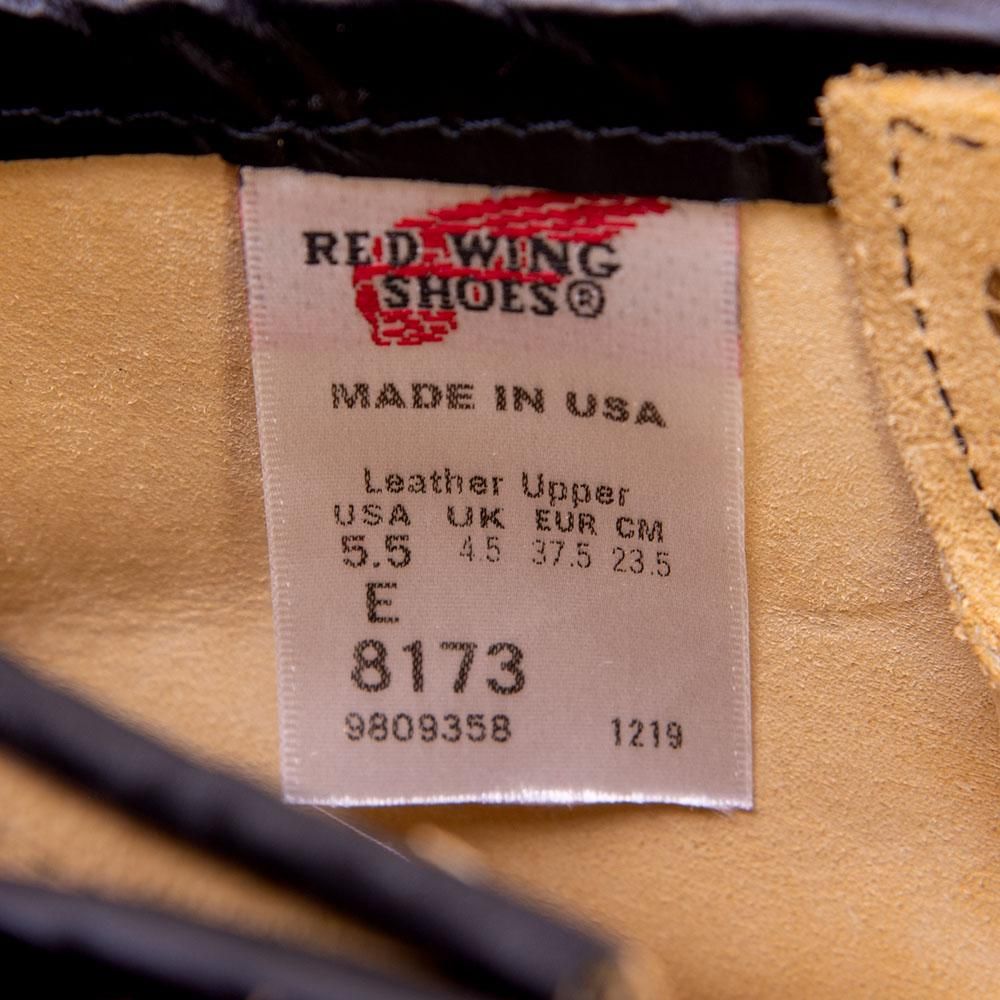 RED WING
SHOES®
MADE IN USA
Leather Upper
USA UK EUR CM
5.5 4.5 37.5 23.5
E
8173
9809358 1219